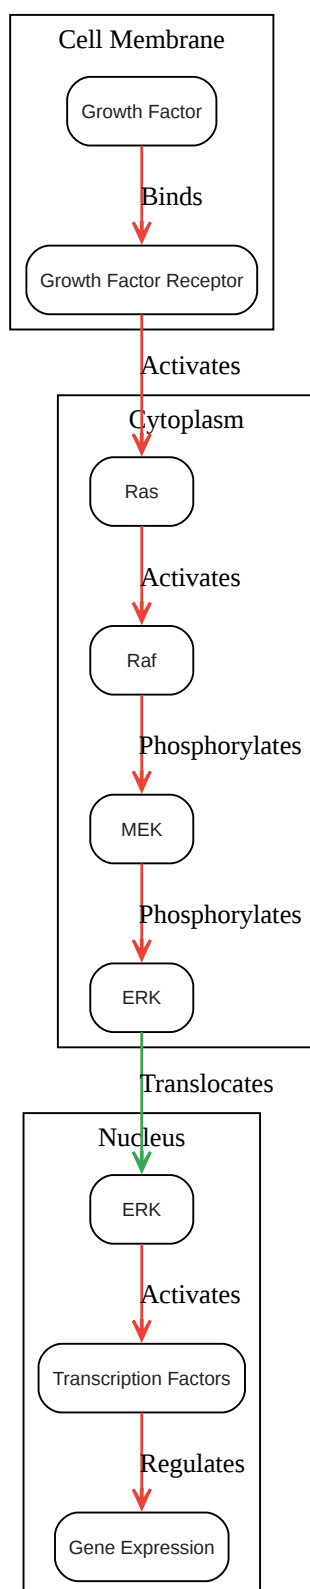 Cell Membrane
Growth Factor
Binds
Growth Factor Receptor
Activates
Cytoplasm
Ras
Activates
Raf
Phosphorylates
MEK
Phosphorylates
ERK
Translocates
Nucleus
ERK
Activates
Transcription Factors
Regulates
Gene Expression